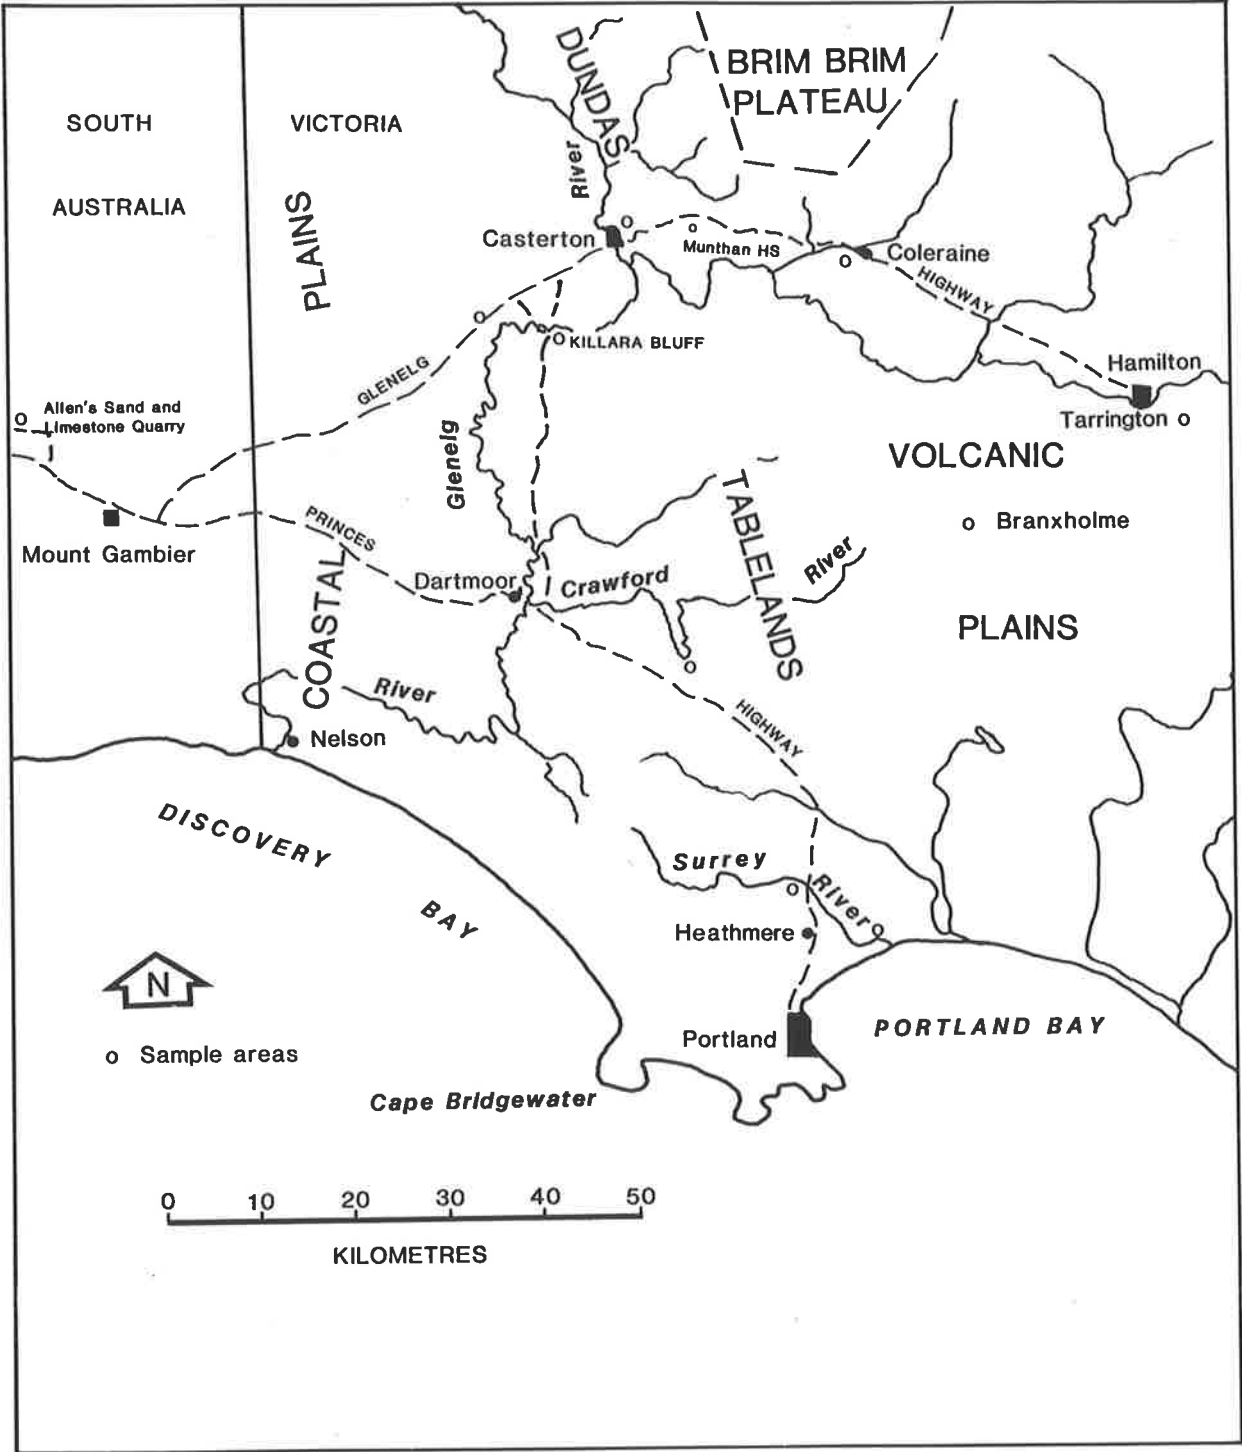 DUNDAS
BRIM BRIM
PLATEAU
SOUTH
VICTORIA
AUSTRALIA
PLAINS
River
Casterton
Munthan HS
Coleraine
HIGHWAY
KILLARA BLUFF
GLENELG
Hamilton
Allen's Sand and
Limestone Quarry
Tarrington o
Glenelg
VOLCANIC
TABLELANDS
PRINCES
o Branxholme
Mount Gambier
River
Dartmoor
Crawford
COASTAL
PLAINS
River
HIGHWAY
Nelson
DISCOVERY
BAY
Surrey
River
Heathmere
N
PORTLAND BAY
Portland
o Sample areas
Cape Bridgewater
0 10 20 30 40 50
KILOMETRES